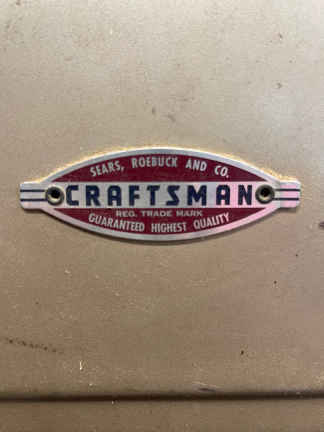 SEARS, ROEBUCK AND CO.
CRAFTSMAN
REG. TRADE MARK
GUARANTEED HIGHEST QUALITY